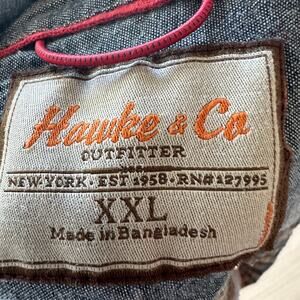 Hawke & Co
OUTFITTER
NEW·YORK · EST 1958 · RN# 127995
XXL
Made in Bangladesh